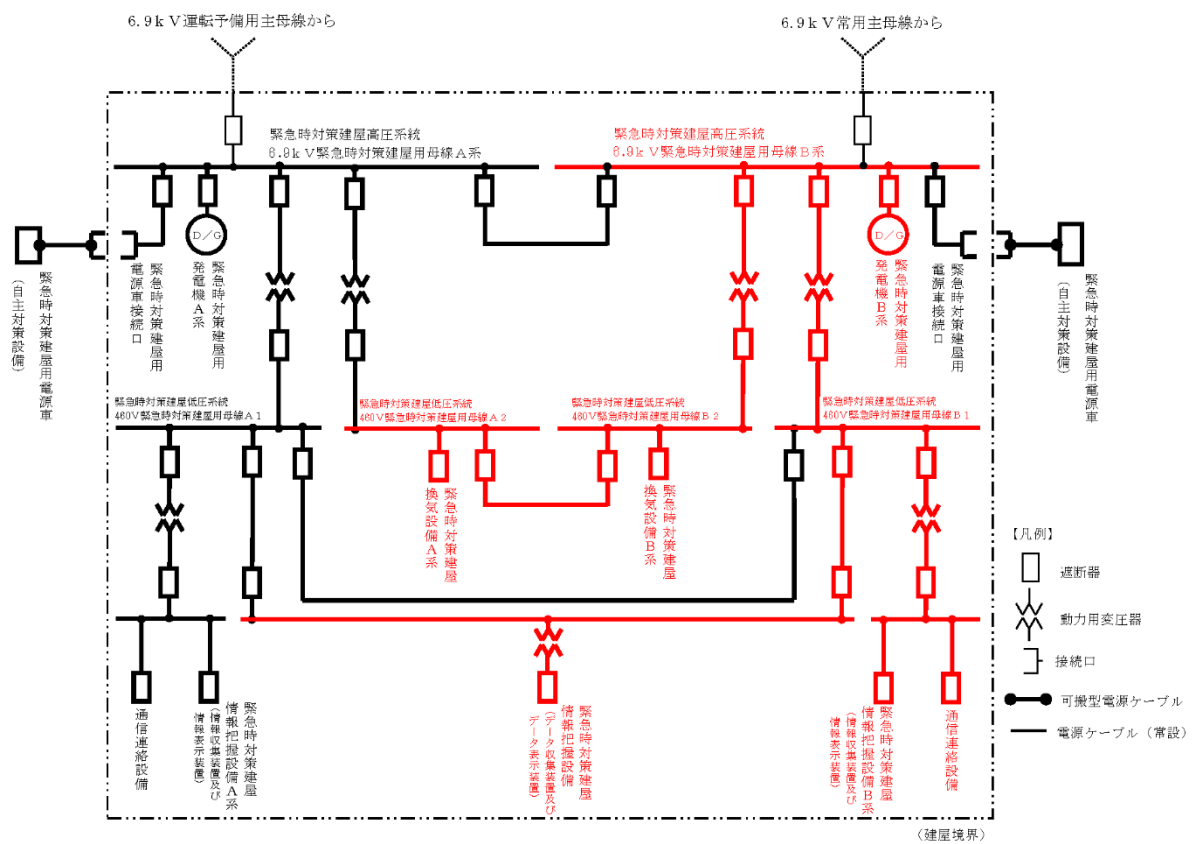 6.9kV運転予備用主母線から
6.9kV常用主母線から
緊急時対策建屋高圧系統
6.9kV緊急時対策建屋用母線A系
緊急時対策建屋高圧系統
6.9kV緊急時対策建屋用母線B系
緊急時対策建屋用電源車
(自主対策設備)
緊急時対策建屋用
電源車接続口
D/G
緊急時対策建屋用
発電機A系
D/G
緊急時対策建屋用
発電機B系
緊急時対策建屋用
電源車接続口
緊急時対策建屋用電源車
(自主対策設備)
緊急時対策建屋低圧系統
460V緊急時対策建屋用母線A1
緊急時対策建屋低圧系統
460V緊急時対策建屋用母線A2
緊急時対策建屋低圧系統
460V緊急時対策建屋用母線B2
緊急時対策建屋低圧系統
460V緊急時対策建屋用母線B1
緊急時対策建屋
換気設備A系
緊急時対策建屋
換気設備B系
通信連絡設備
緊急時対策建屋
情報把握設備A系
(情報収集装置及び
情報表示装置)
緊急時対策建屋
情報把握設備
(データ収集装置及び
データ表示装置)
緊急時対策建屋
情報把握設備B系
(情報収集装置及び
情報表示装置)
通信連絡設備
【凡例】
遮断器
動力用変圧器
接続口
可搬型電源ケーブル
電源ケーブル(常設)
(建屋境界)